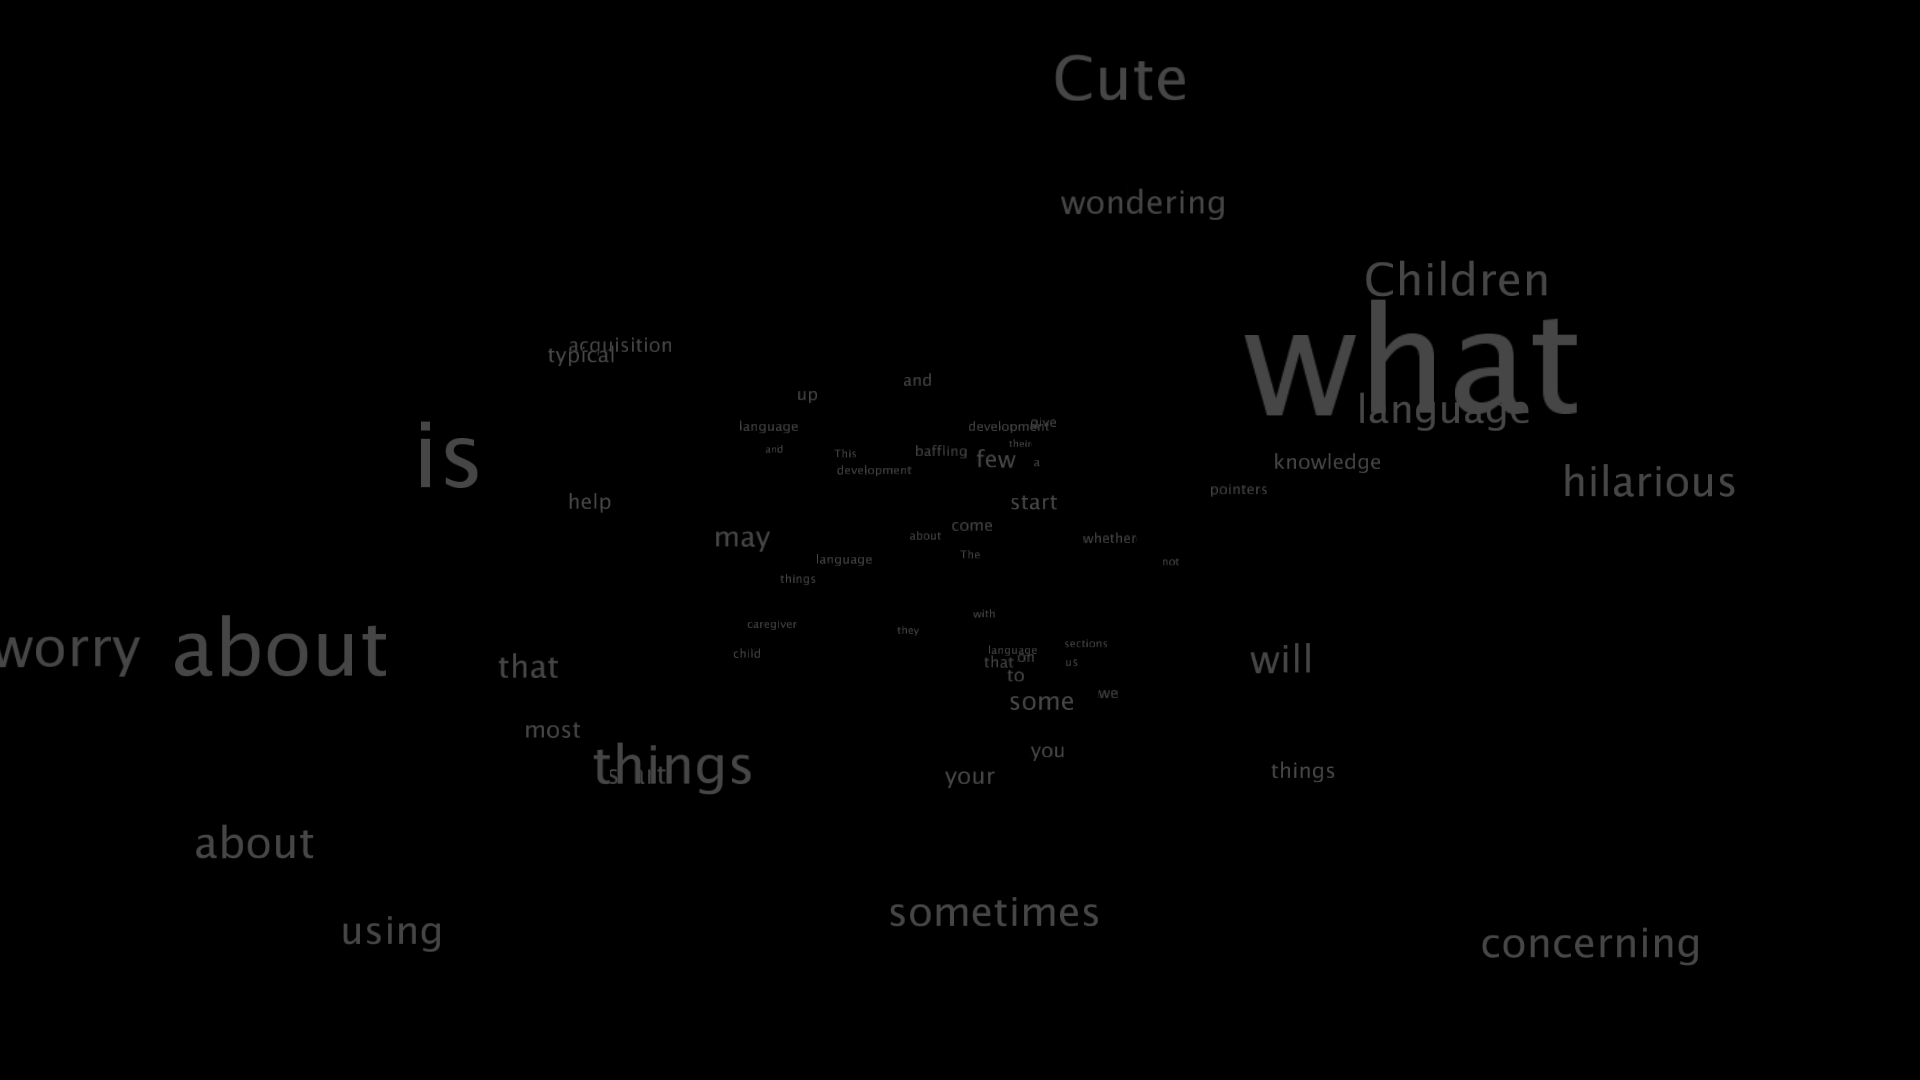 Cute
wondering
Children
what
acquisition
typical
and
up
language
language
development
give
is
their
and
This
baffling
few
a
knowledge
development
hilarious
pointers
help
start
come
may
about
whether
The
language
not
things
with
caregiver
they
worry
about
child
language
sections
that
on
us
will
that
to
some
we
most
you
things
start
your
things
about
sometimes
using
concerning